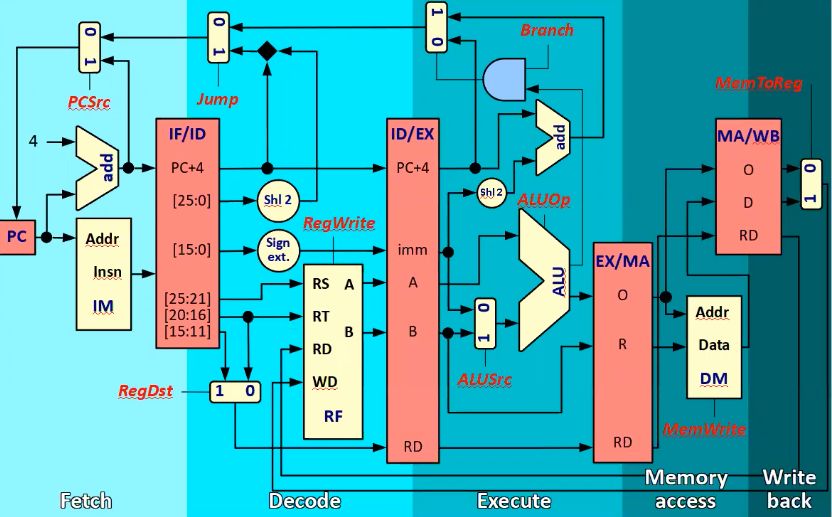 Branch
0
1
0
1
1
0
PCSrc
Jump
MemToReg
4
add
IF/ID
ID/EX
add
MA/WB
PC+4
PC+4
O
0
1
[25:0]
Shl 2
Shl 2
ALUOp
D
RegWrite
PC
Addr
[15:0]
Sign
ext.
imm
RD
Insn
RS
A
A
ALU
EX/MA
IM
[25:21]
[20:16]
[15:11]
RT
B
B
0
1
O
Addr
RD
R
Data
RegDst
1
0
WD
ALUSrc
DM
RF
MemWrite
RD
RD
Fetch
Decode
Execute
Memory
access
Write
back